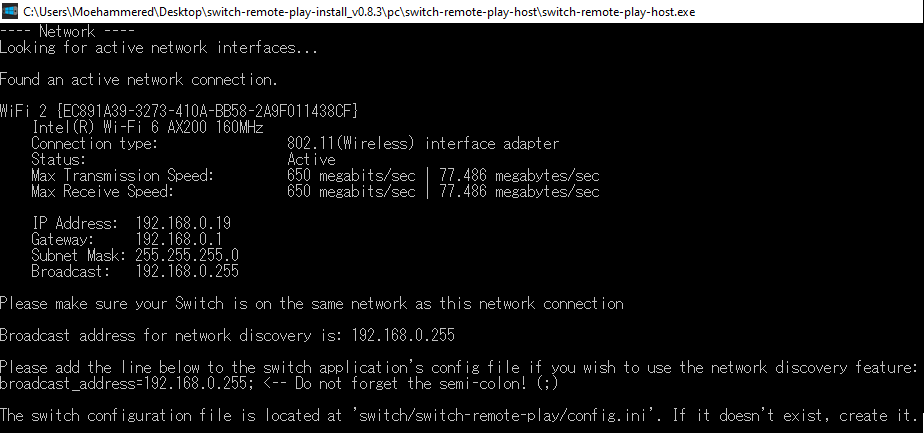 C:\Users\Moehammered\Desktop\switch-remote-play-install_v0.8.3\pc\switch-remote-play-host\switch-remote-play-host.exe
---- Network ----
Looking for active network interfaces...
Found an active network connection.
WiFi 2 {EC891A39-3273-410A-BB58-2A9F011438CF}
Intel(R) Wi-Fi 6 AX200 160MHz
Connection type: 802.11(Wireless) interface adapter
Status: Active
Max Transmission Speed: 650 megabits/sec | 77.486 megabytes/sec
Max Receive Speed: 650 megabits/sec | 77.486 megabytes/sec
IP Address: 192.168.0.19
Gateway: 192.168.0.1
Subnet Mask: 255.255.255.0
Broadcast: 192.168.0.255
Please make sure your Switch is on the same network as this network connection
Broadcast address for network discovery is: 192.168.0.255
Please add the line below to the switch application's config file if you wish to use the network discovery feature:
broadcast_address=192.168.0.255; <-- Do not forget the semi-colon! (;)
The switch configuration file is located at 'switch/switch-remote-play/config.ini'. If it doesn't exist, create it.